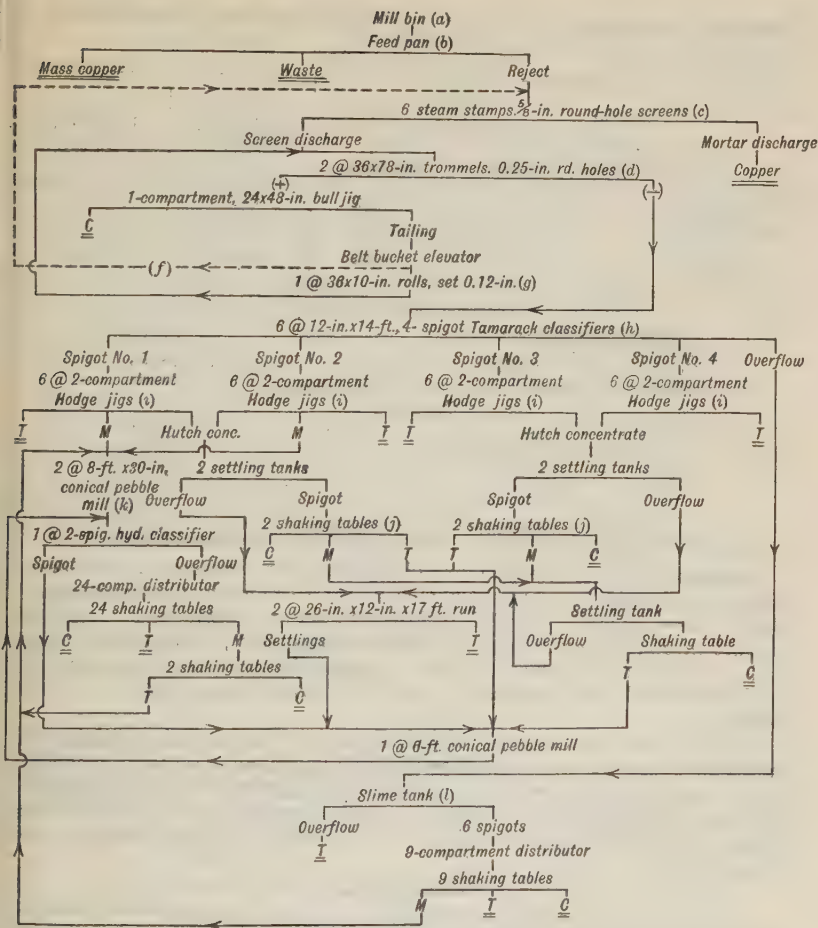 Mill bin (a)
Feed pan (b)
Mass copper Waste Reject
6 steam stamps. 5/8-in. round-hole screens (c)
Screen discharge Mortar discharge
Copper
2 @ 36x78-in. trommels. 0.25-in. rd. holes (d)
(+) (−)
1-compartment, 24x48-in. bull jig
C Tailing
Belt bucket elevator
(f)
1 @ 36x10-in. rolls, set 0.12-in. (g)
6 @ 12-in.x14-ft., 4-spigot Tamarack classifiers (h)
Spigot No. 1 Spigot No. 2 Spigot No. 3 Spigot No. 4 Overflow
6 @ 2-compartment 6 @ 2-compartment 6 @ 2-compartment 6 @ 2-compartment
Hodge jigs (i) Hodge jigs (i) Hodge jigs (i) Hodge jigs (i)
T M Hutch conc. M T T Hutch concentrate T
2 @ 8-ft. x30-in. 2 settling tanks 2 settling tanks
conical pebble
mill (k) Overflow Spigot Spigot Overflow
1 @ 2-spig. hyd. classifier 2 shaking tables (j) 2 shaking tables (j)
Spigot Overflow C M T T M C
24-comp. distributor
24 shaking tables 2 @ 26-in. x12-in. x17 ft. run Settling tank
C T M Settlings T Overflow Shaking table
2 shaking tables T C
T C
1 @ 6-ft. conical pebble mill
Slime tank (l)
Overflow 6 spigots
T
9-compartment distributor
9 shaking tables
M T C